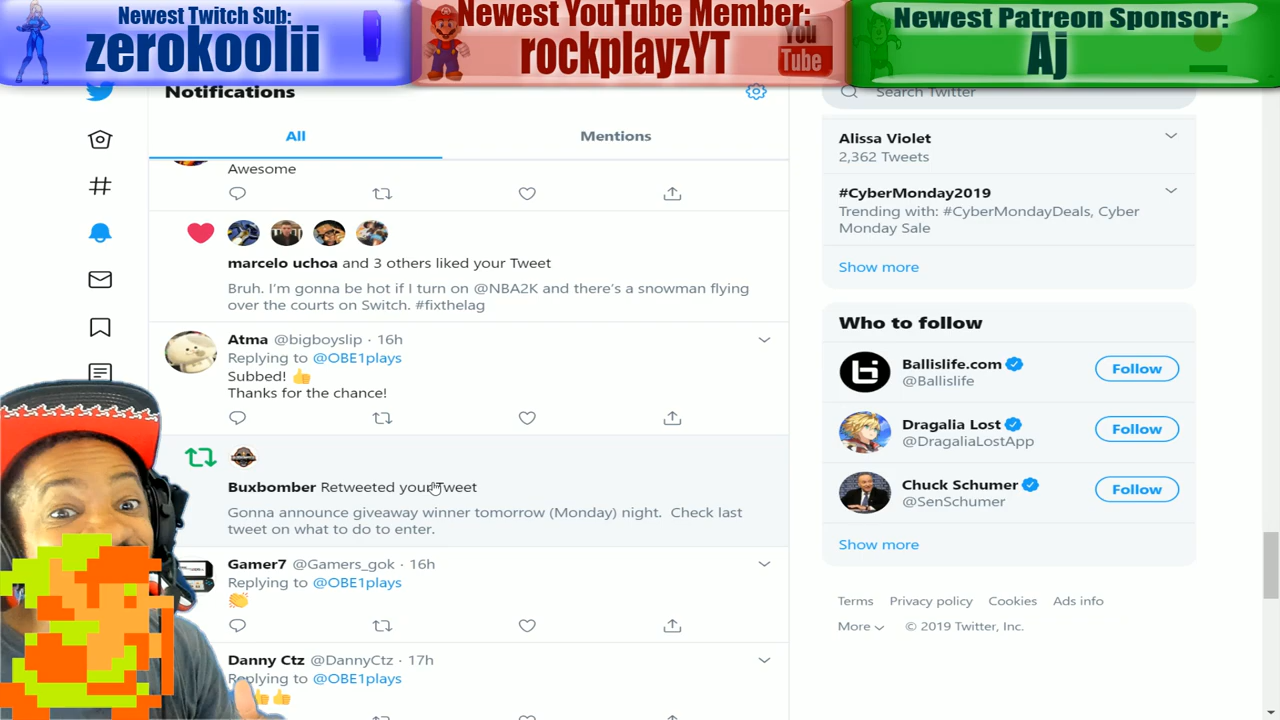 Newest Twitch Sub:
zerokoolii
Newest YouTube Member:
rockplayzYT
You
Tube
Newest Patreon Sponsor:
Aj
Notifications
All
Mentions
Awesome
marcelo uchoa and 3 others liked your Tweet
Bruh. I'm gonna be hot if I turn on @NBA2K and there's a snowman flying
over the courts on Switch. #fixthelag
Atma @bigboyslip · 16h
Replying to @OBE1plays
Subbed! 👍
Thanks for the chance!
Buxbomber Retweeted your Tweet
Gonna announce giveaway winner tomorrow (Monday) night. Check last
tweet on what to do to enter.
Gamer7 @Gamers_gok · 16h
Replying to @OBE1plays
Danny Ctz @DannyCtz · 17h
Replying to @OBE1plays
Search Twitter
Alissa Violet
2,362 Tweets
#CyberMonday2019
Trending with: #CyberMondayDeals, Cyber
Monday Sale
Show more
Who to follow
Ballislife.com
@Ballislife
Follow
Dragalia Lost
@DragaliaLostApp
Follow
Chuck Schumer
@SenSchumer
Follow
Show more
Terms Privacy policy Cookies Ads info
More © 2019 Twitter, Inc.